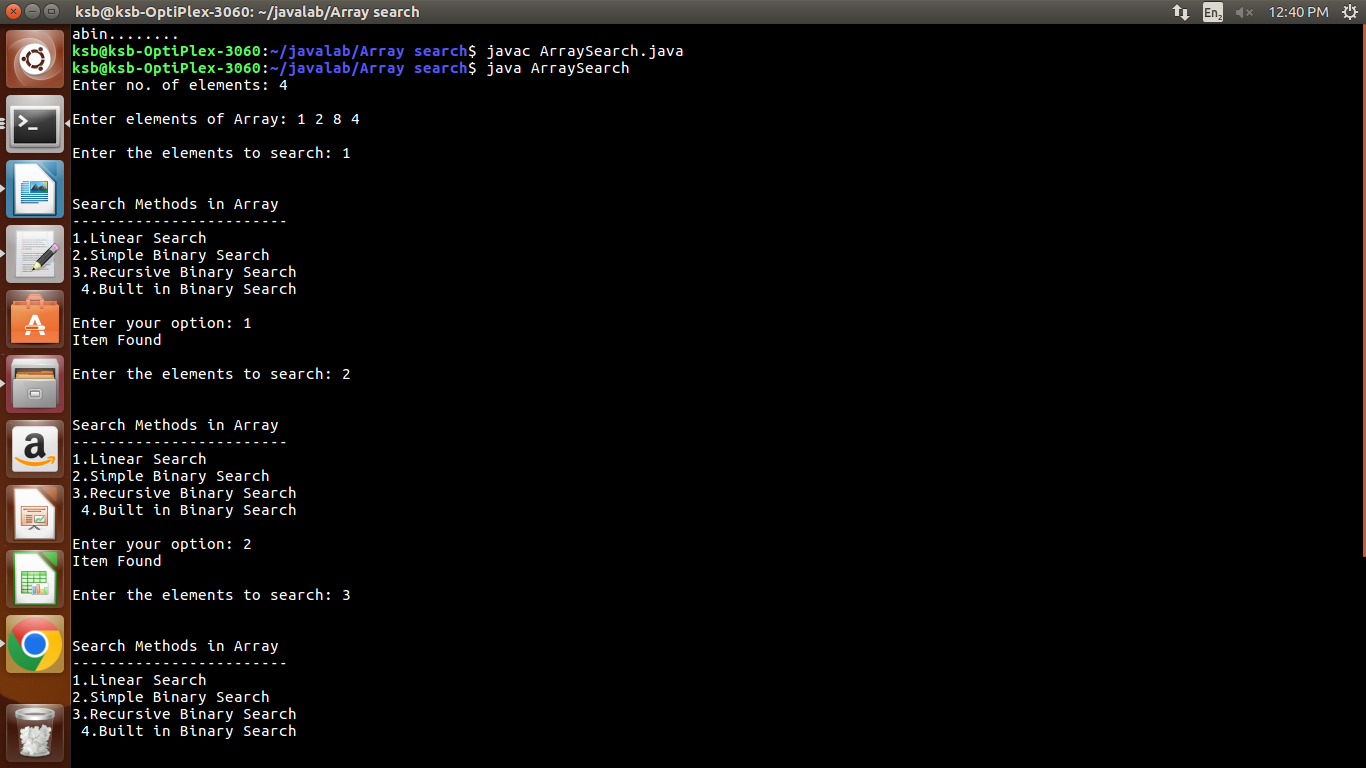 ksb@ksb-OptiPlex-3060: ~/javalab/Array search
En2
12:40 PM
abin........
ksb@ksb-OptiPlex-3060:~/javalab/Array search$ javac ArraySearch.java
ksb@ksb-OptiPlex-3060:~/javalab/Array search$ java ArraySearch
Enter no. of elements: 4
Enter elements of Array: 1 2 8 4
Enter the elements to search: 1
Search Methods in Array
------------------------
1.Linear Search
2.Simple Binary Search
3.Recursive Binary Search
 4.Built in Binary Search
Enter your option: 1
Item Found
Enter the elements to search: 2
Search Methods in Array
------------------------
1.Linear Search
2.Simple Binary Search
3.Recursive Binary Search
 4.Built in Binary Search
Enter your option: 2
Item Found
Enter the elements to search: 3
Search Methods in Array
------------------------
1.Linear Search
2.Simple Binary Search
3.Recursive Binary Search
 4.Built in Binary Search